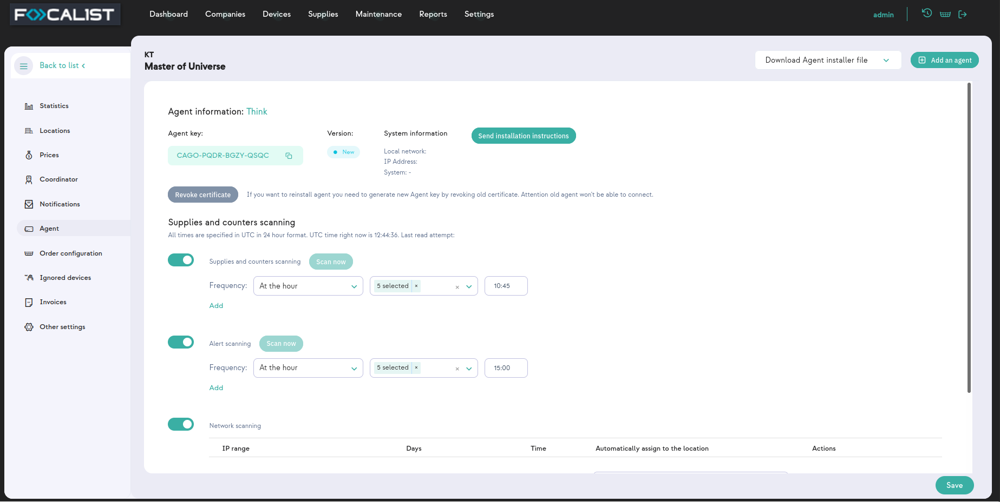 FOCALIST
Dashboard Companies Devices Supplies Maintenance Reports Settings
admin
Back to list
Statistics
Locations
Prices
Coordinator
Notifications
Agent
Order configuration
Ignored devices
Invoices
Other settings
KT
Master of Universe
Download Agent installer file
Add an agent
Agent information: Think
Agent key: Version: System information
Send installation instructions
CAGO-PQDR-BGZY-QSQC
New
Local network:
IP Address:
System: -
Revoke certificate
If you want to reinstall agent you need to generate new Agent key by revoking old certificate. Attention old agent won't be able to connect.
Supplies and counters scanning
All times are specified in UTC in 24 hour format. UTC time right now is 12:44:36. Last read attempt:
Supplies and counters scanning Scan now
Frequency: At the hour 5 selected × × 10:45
Add
Alert scanning Scan now
Frequency: At the hour 5 selected × × 15:00
Add
Network scanning
IP range Days Time Automatically assign to the location Actions
Save